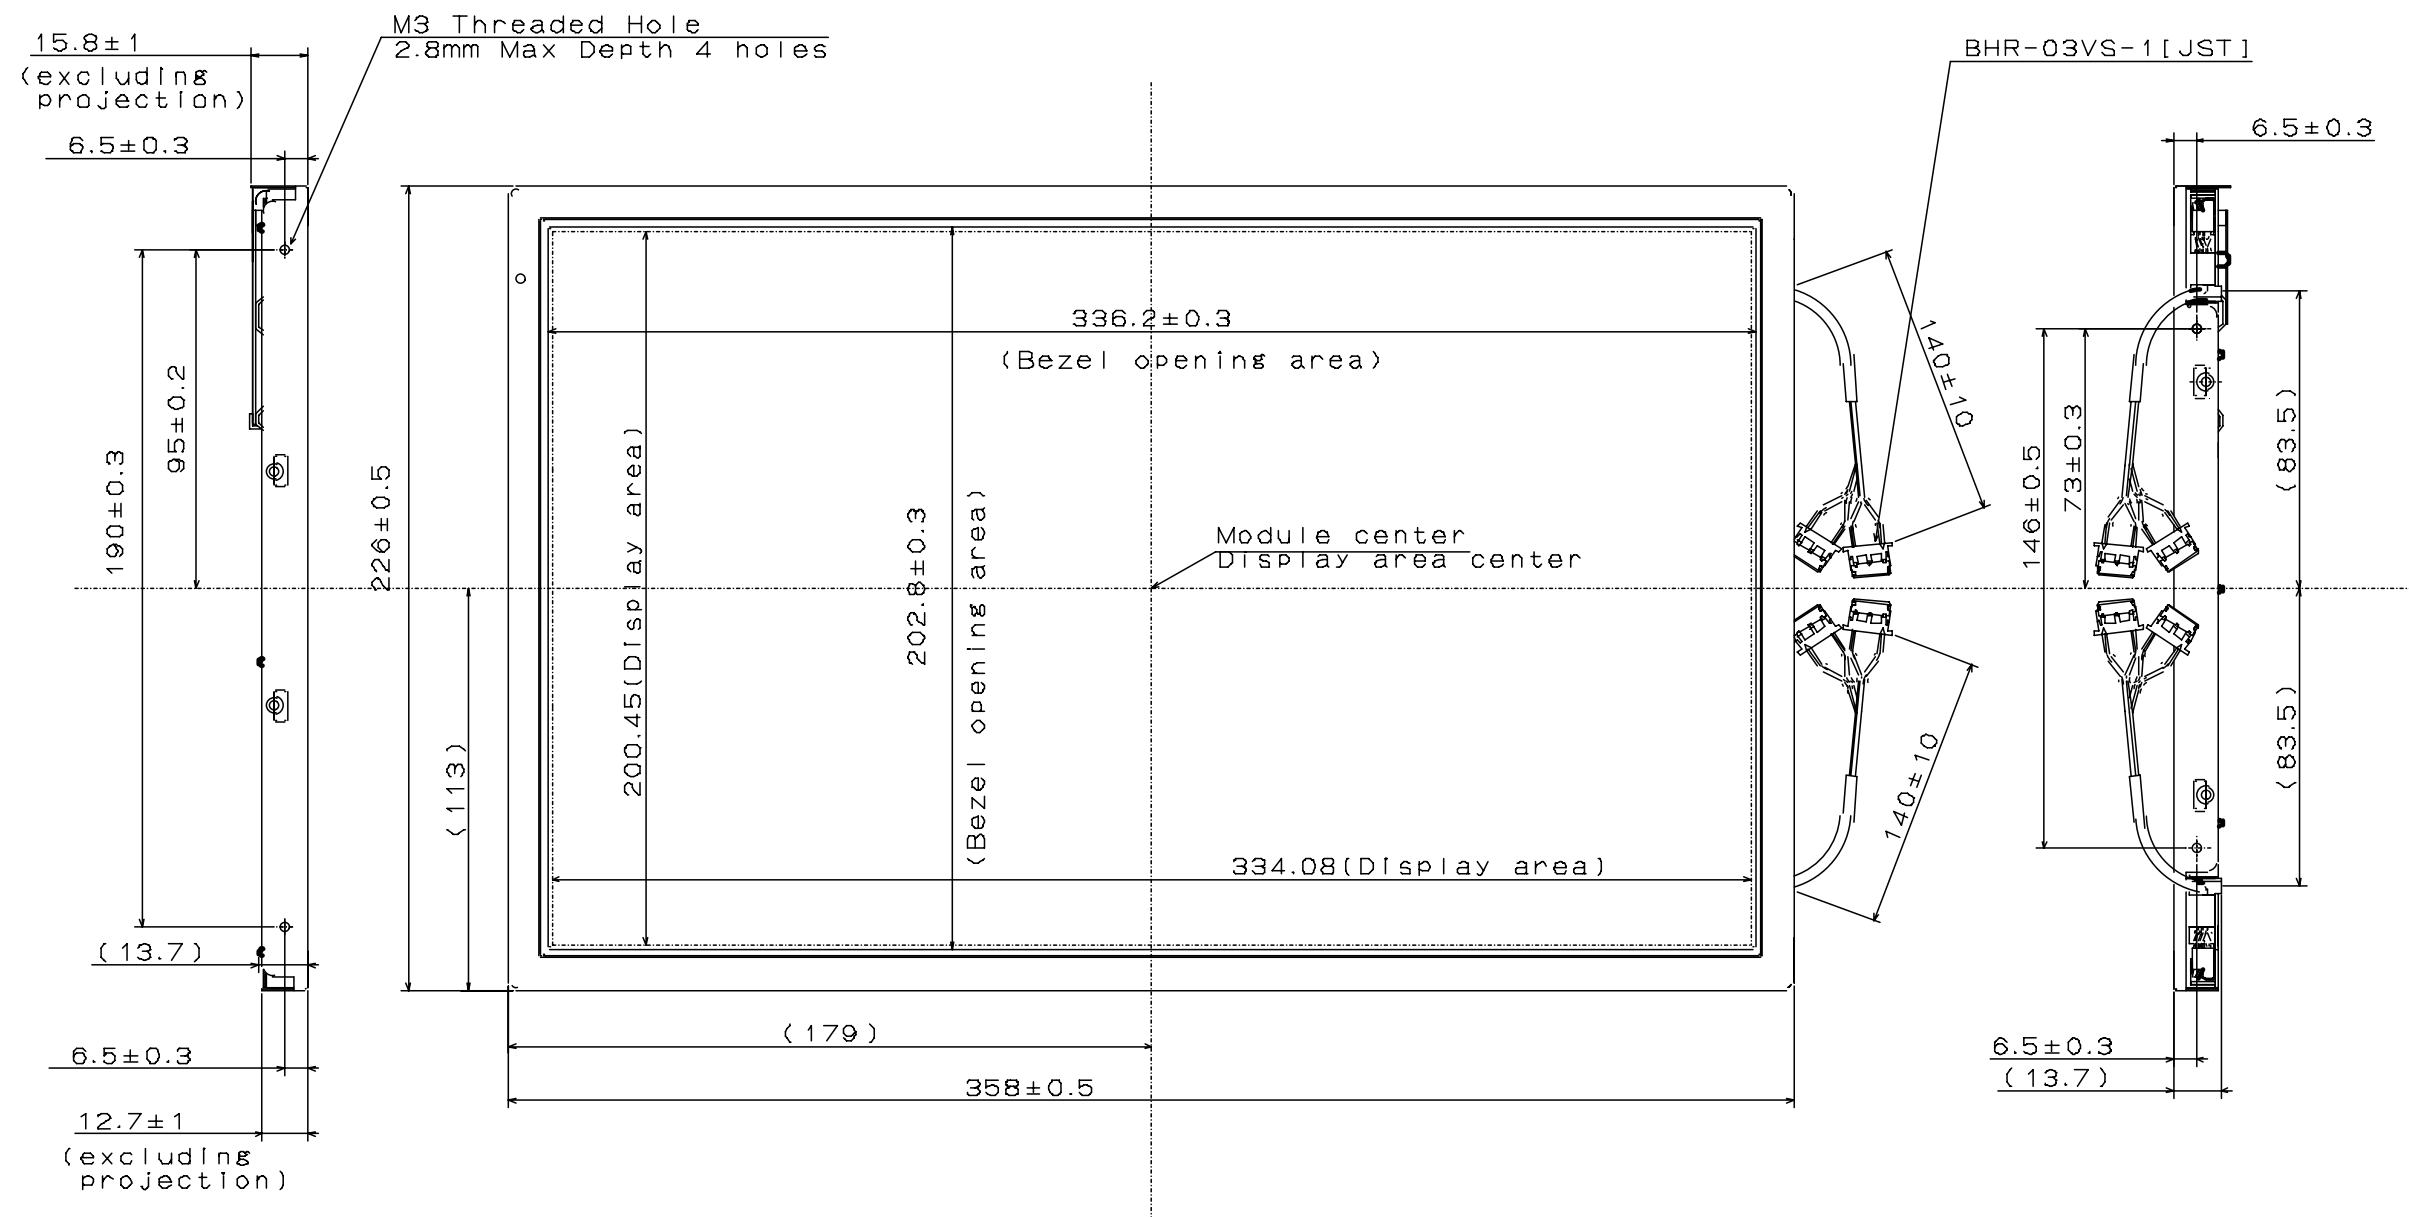 M3 Threaded Hole
2.8mm Max Depth 4 holes
15.8±1
(excluding
projection)
6.5±0.3
BHR-03VS-1[JST]
6.5±0.3
336.2±0.3
(Bezel opening area)
140±10
190±0.3
95±0.2
226±0.5
(113)
200.45(Display area)
202.8±0.3
(Bezel opening area)
Module center
Display area center
146±0.5
73±0.3
(83.5)
(83.5)
140±10
334.08(Display area)
(13.7)
(179)
358±0.5
6.5±0.3
12.7±1
(excluding
projection)
6.5±0.3
(13.7)